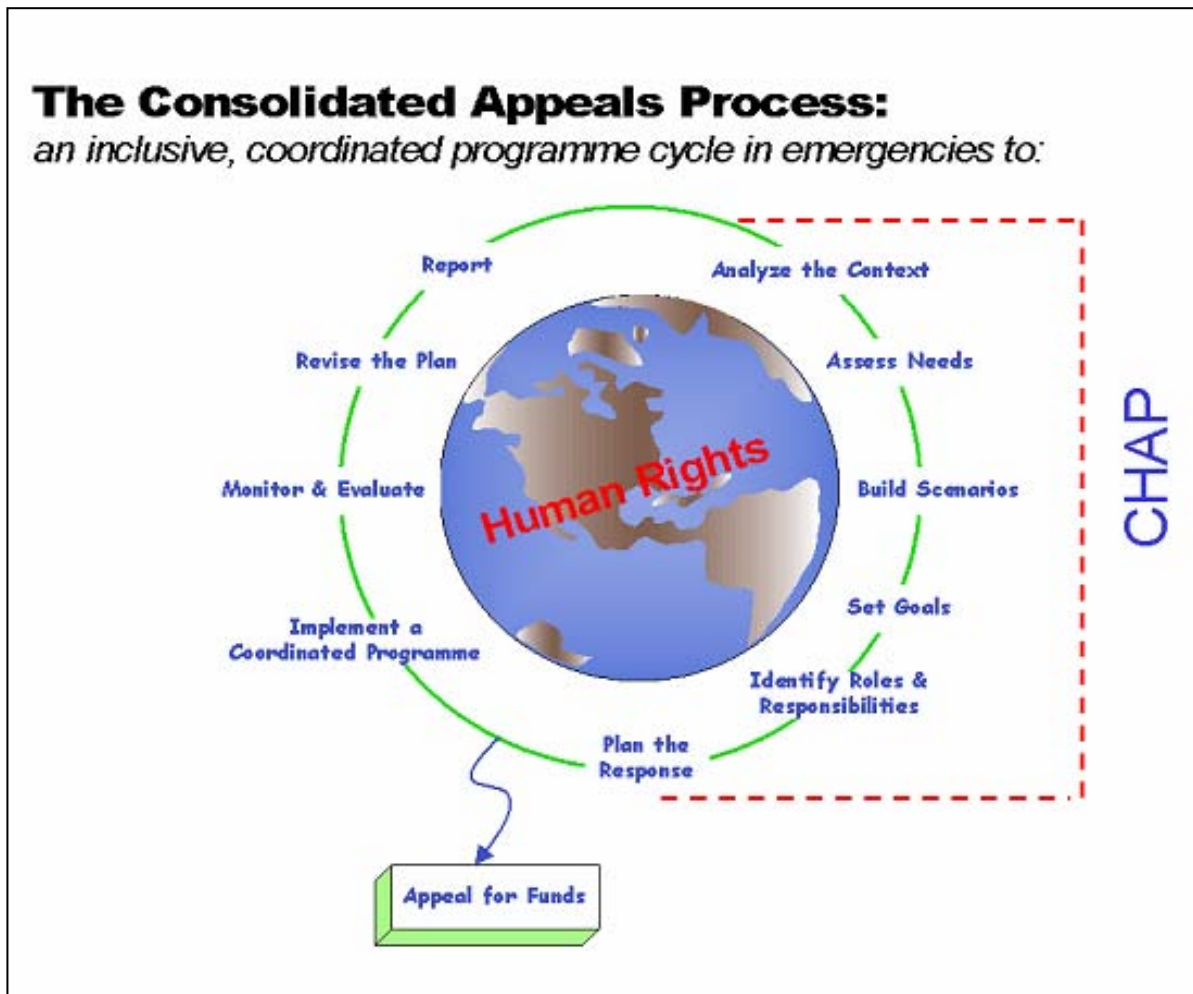 The Consolidated Appeals Process:
an inclusive, coordinated programme cycle in emergencies to:
Report
Analyze the Context
Revise the Plan
Assess Needs
Human Rights
CHAP
Monitor & Evaluate
Build Scenarios
Set Goals
Implement a
Coordinated Programme
Identify Roles &
Responsibilities
Plan the
Response
Appeal for Funds